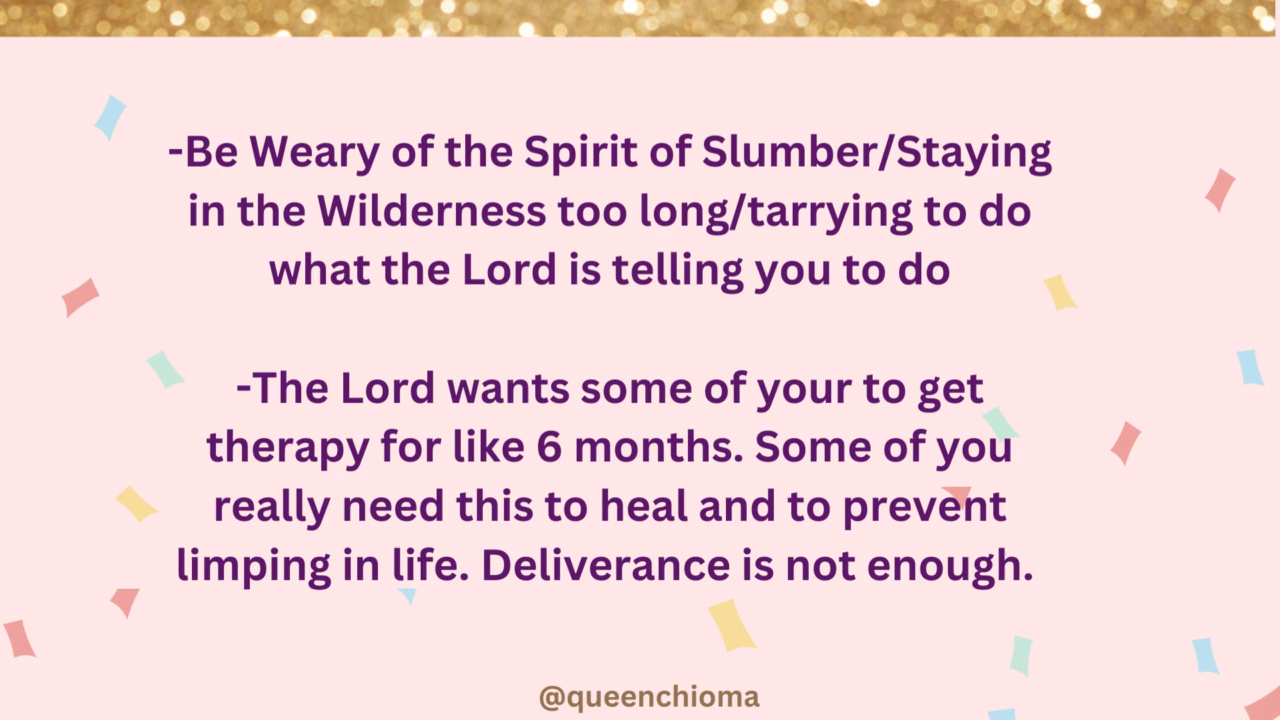 -Be Weary of the Spirit of Slumber/Staying
in the Wilderness too long/tarrying to do
what the Lord is telling you to do
-The Lord wants some of your to get
therapy for like 6 months. Some of you
really need this to heal and to prevent
limping in life. Deliverance is not enough.
@queenchioma